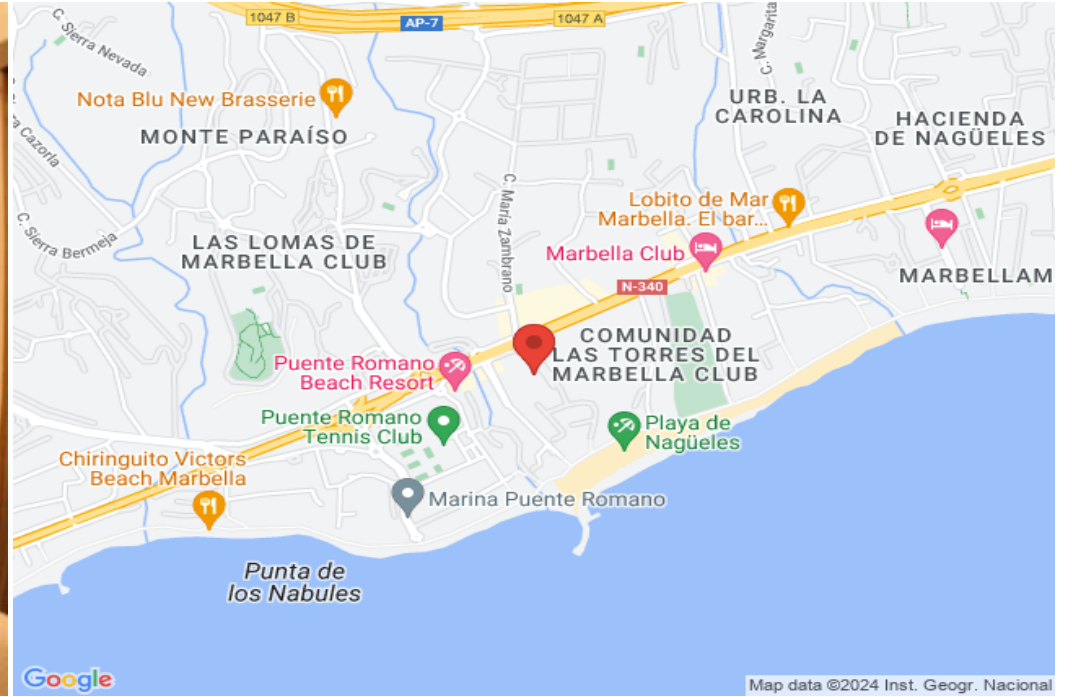 C. Sierra Nevada
1047 B
AP-7
1047 A
C. Margarita
Nota Blu New Brasserie
MONTE PARAÍSO
URB. LA
CAROLINA
HACIENDA
DE NAGÜELES
Cazorla
C. Sierra Bermeja
C. María Zambrano
Lobito de Mar
Marbella. El bar...
LAS LOMAS DE
MARBELLA CLUB
Marbella Club
N-340
MARBELLAM
COMUNIDAD
LAS TORRES DEL
MARBELLA CLUB
Puente Romano
Beach Resort
Puente Romano
Tennis Club
Playa de
Nagüeles
Chiringuito Victors
Beach Marbella
Marina Puente Romano
Punta de
los Nabules
Google
Map data ©2024 Inst. Geogr. Nacional